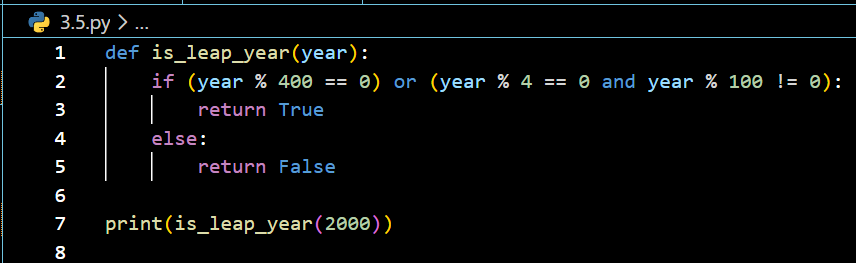 3.5.py > ...
1 def is_leap_year(year):
2     if (year % 400 == 0) or (year % 4 == 0 and year % 100 != 0):
3         return True
4     else:
5         return False
6
7 print(is_leap_year(2000))
8